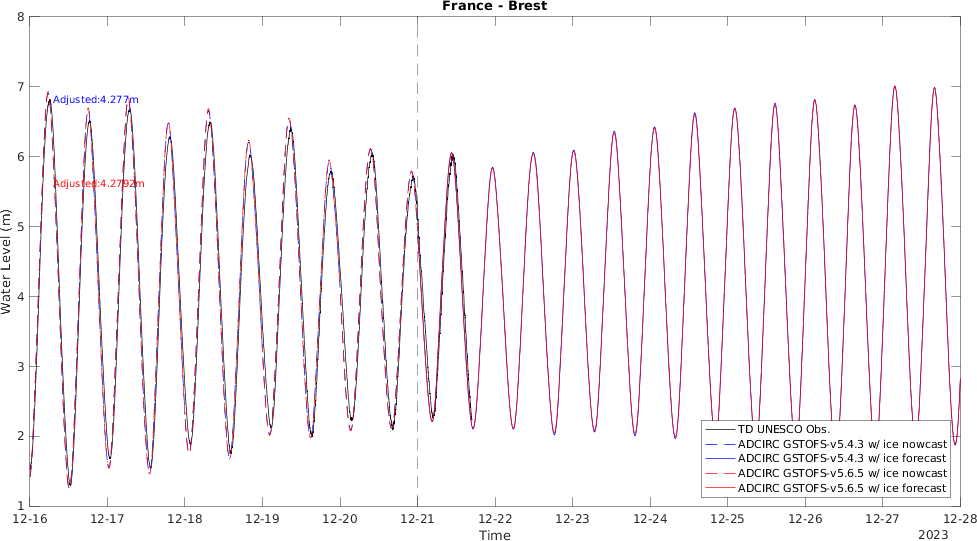 France - Brest
8
7
6
5
4
3
2
1
Water Level (m)
Adjusted:4.277m
Adjusted:4.2792m
TD UNESCO Obs.
ADCIRC GSTOFS-v5.4.3 w/ ice nowcast
ADCIRC GSTOFS-v5.4.3 w/ ice forecast
ADCIRC GSTOFS-v5.6.5 w/ ice nowcast
ADCIRC GSTOFS-v5.6.5 w/ ice forecast
12-16 12-17 12-18 12-19 12-20 12-21 12-22 12-23 12-24 12-25 12-26 12-27 12-28
Time
2023